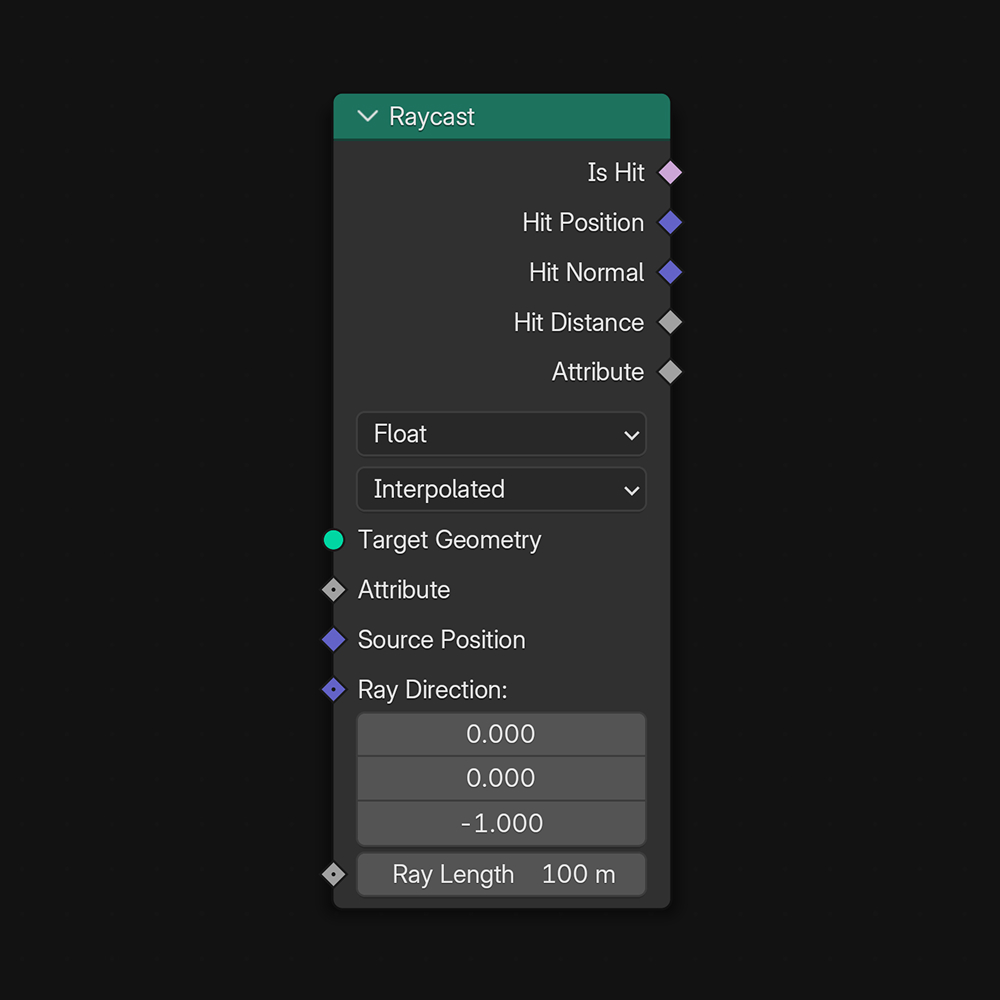 Raycast
Is Hit
Hit Position
Hit Normal
Hit Distance
Attribute
Float
Interpolated
Target Geometry
Attribute
Source Position
Ray Direction:
0.000
0.000
-1.000
Ray Length 100 m